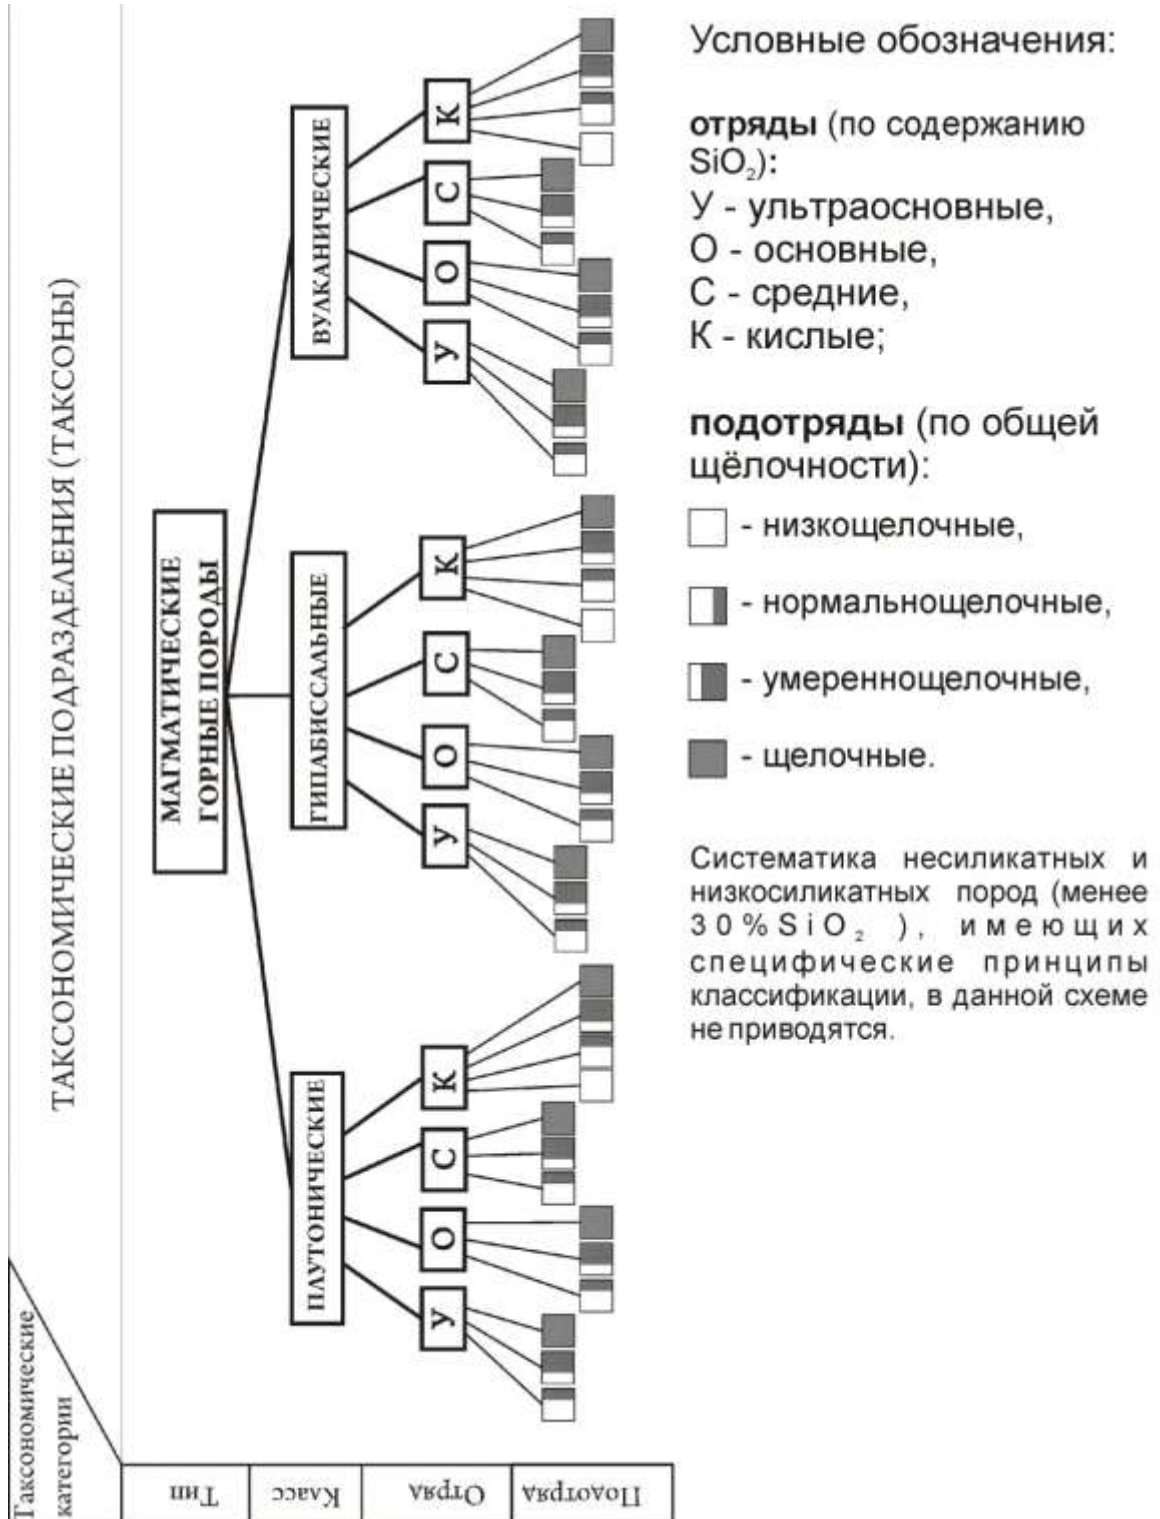 ТАКСОНОМИЧЕСКИЕ ПОДРАЗДЕЛЕНИЯ (ТАКСОНЫ)
Таксономические
категории
Тип
Класс
Отряд
Подотряд
МАГМАТИЧЕСКИЕ
ГОРНЫЕ ПОРОДЫ
ПЛУТОНИЧЕСКИЕ
ГИПАБИССАЛЬНЫЕ
ВУЛКАНИЧЕСКИЕ
У
О
С
К
У
О
С
К
У
О
С
К
Условные обозначения:
отряды (по содержанию
SiO₂):
У - ультраосновные,
О - основные,
С - средние,
К - кислые;
подотряды (по общей
щёлочности):
- низкощелочные,
- нормальнощелочные,
- умереннощелочные,
- щелочные.
Систематика несиликатных и
низкосиликатных пород (менее
30%SiO₂ ), имеющих
специфические принципы
классификации, в данной схеме
не приводятся.